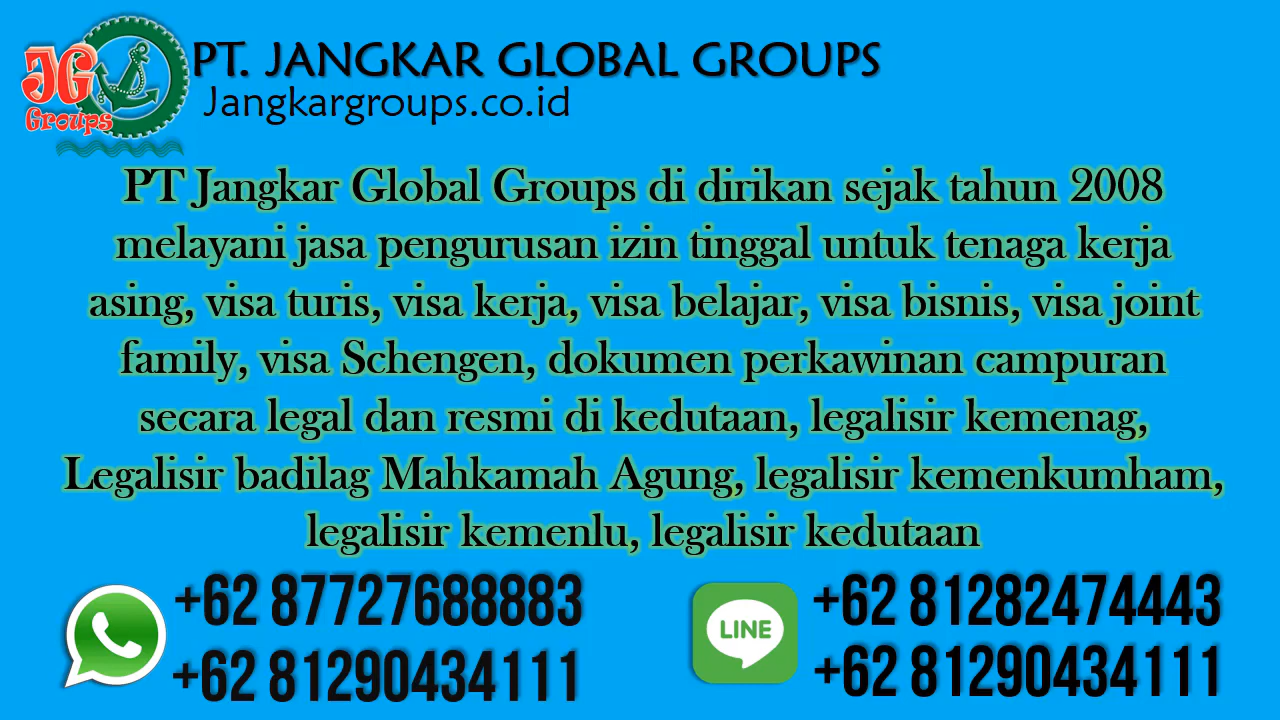 JG
Groups
PT. JANGKAR GLOBAL GROUPS
Jangkargroups.co.id
PT Jangkar Global Groups di dirikan sejak tahun 2008
melayani jasa pengurusan izin tinggal untuk tenaga kerja
asing, visa turis, visa kerja, visa belajar, visa bisnis, visa joint
family, visa Schengen, dokumen perkawinan campuran
secara legal dan resmi di kedutaan, legalisir kemenag,
Legalisir badilag Mahkamah Agung, legalisir kemenkumham,
legalisir kemenlu, legalisir kedutaan
+62 87727688883
+62 81290434111
LINE
+62 81282474443
+62 81290434111